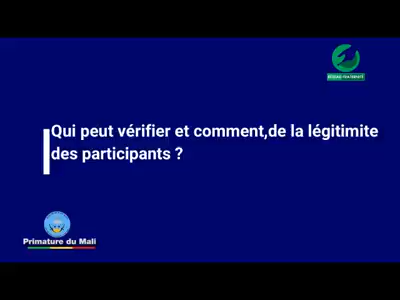 Qui peut vérifier et comment,de la légitimite
des participants ?
Primature du Mali